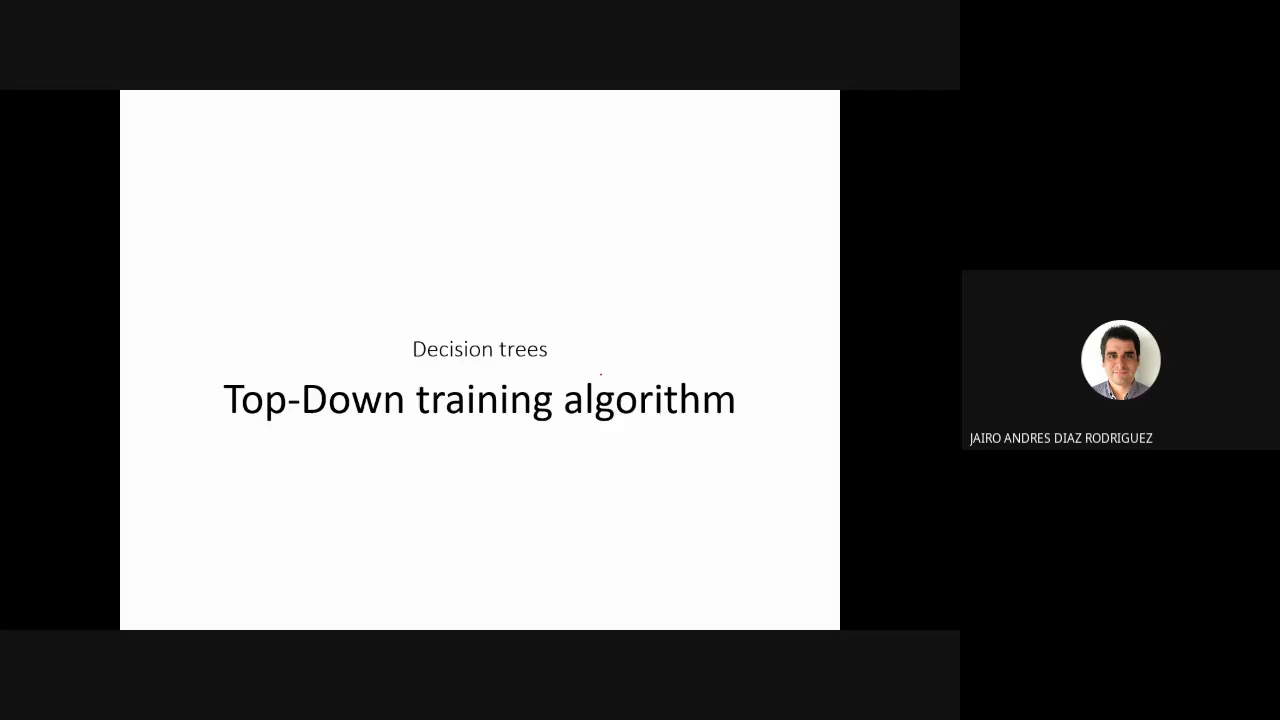 Decision trees
Top-Down training algorithm
JAIRO ANDRES DIAZ RODRIGUEZ